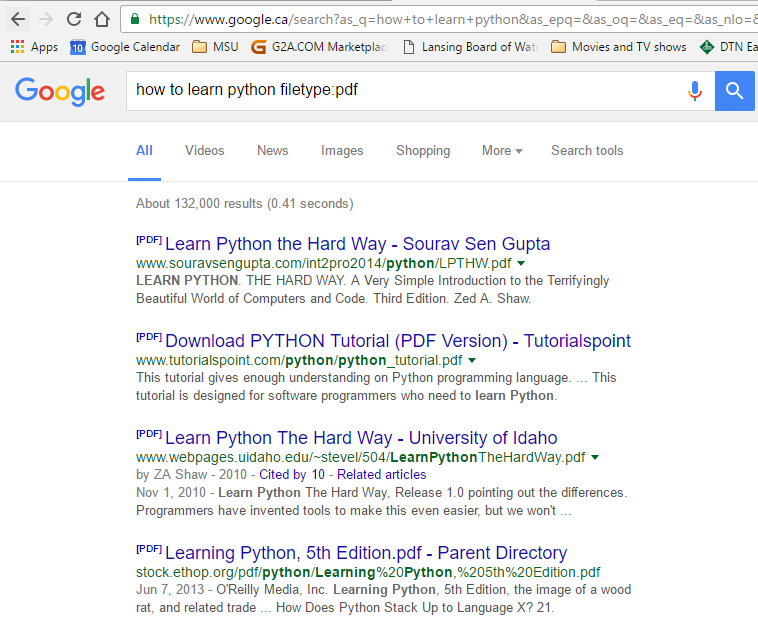 https://www.google.ca/search?as_q=how+to+learn+python&as_epq=&as_oq=&as_eq=&as_nlo=&
Apps 10 Google Calendar MSU G2A.COM Marketplac Lansing Board of Wat Movies and TV shows DTN Ea
Google how to learn python filetype:pdf
All Videos News Images Shopping More Search tools
About 132,000 results (0.41 seconds)
[PDF] Learn Python the Hard Way - Sourav Sen Gupta
www.souravsengupta.com/int2pro2014/python/LPTHW.pdf
LEARN PYTHON. THE HARD WAY. A Very Simple Introduction to the Terrifyingly
Beautiful World of Computers and Code. Third Edition. Zed A. Shaw.
[PDF] Download PYTHON Tutorial (PDF Version) - Tutorialspoint
www.tutorialspoint.com/python/python_tutorial.pdf
This tutorial gives enough understanding on Python programming language. ... This
tutorial is designed for software programmers who need to learn Python.
[PDF] Learn Python The Hard Way - University of Idaho
www.webpages.uidaho.edu/~stevel/504/LearnPythonTheHardWay.pdf
by ZA Shaw - 2010 - Cited by 10 - Related articles
Nov 1, 2010 - Learn Python The Hard Way, Release 1.0 pointing out the differences.
Programmers have invented tools to make this even easier, but we won't ...
[PDF] Learning Python, 5th Edition.pdf - Parent Directory
stock.ethop.org/pdf/python/Learning%20Python,%205th%20Edition.pdf
Jun 7, 2013 - O'Reilly Media, Inc. Learning Python, 5th Edition, the image of a wood
rat, and related trade ... How Does Python Stack Up to Language X? 21.